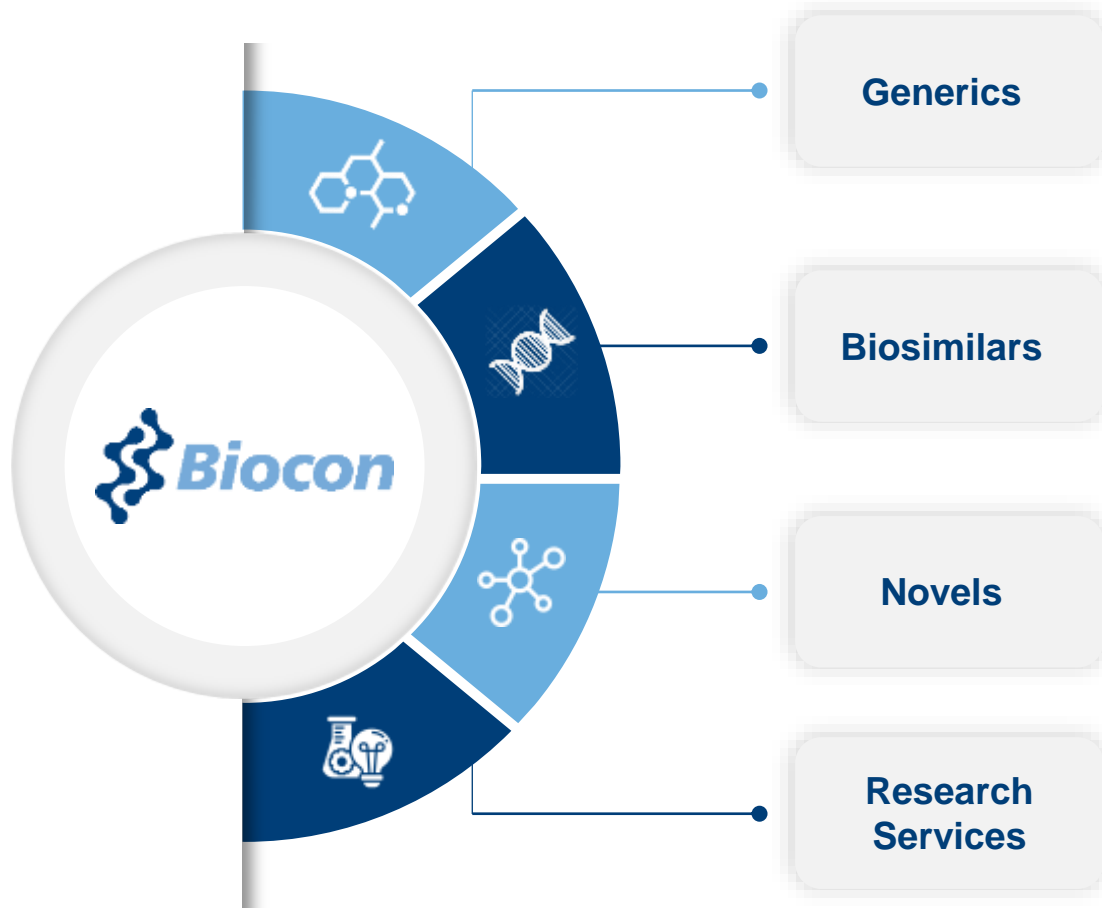 Generics
Biosimilars
Biocon
Novels
Research
Services